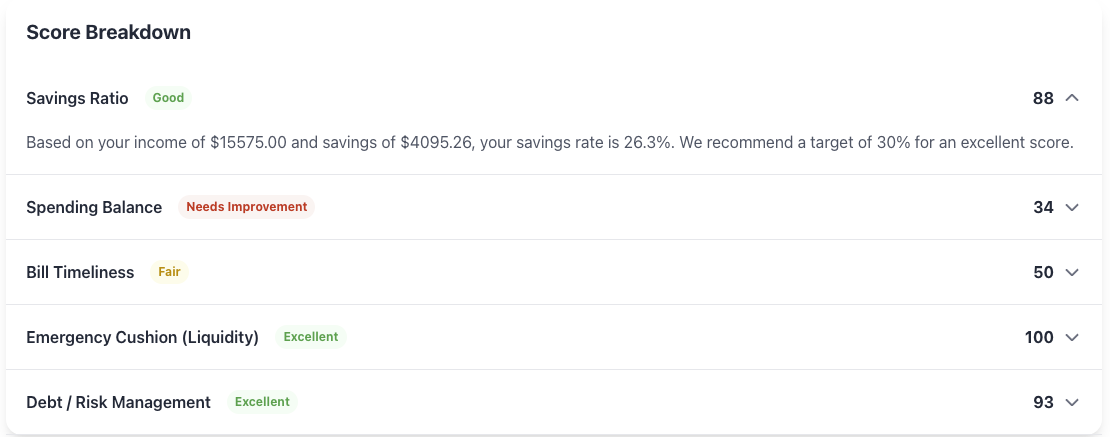 Score Breakdown
Savings Ratio Good 88
Based on your income of $15575.00 and savings of $4095.26, your savings rate is 26.3%. We recommend a target of 30% for an excellent score.
Spending Balance Needs Improvement 34
Bill Timeliness Fair 50
Emergency Cushion (Liquidity) Excellent 100
Debt / Risk Management Excellent 93